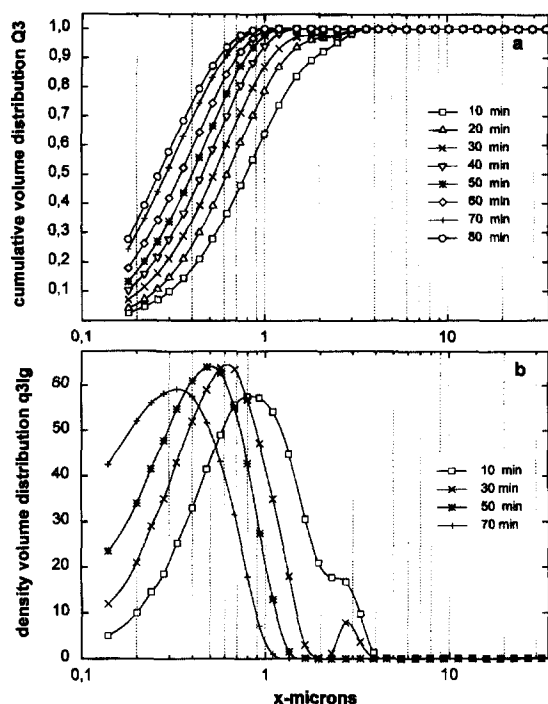 cumulative volume distribution Q3
1,0
0,9
0,8
0,7
0,6
0,5
0,4
0,3
0,2
0,1
a
10 min
20 min
30 min
40 min
50 min
60 min
70 min
80 min
0,1
1
10
density volume distribution q3lg
60
50
40
30
20
10
0
b
10 min
30 min
50 min
70 min
0,1
1
10
x-microns